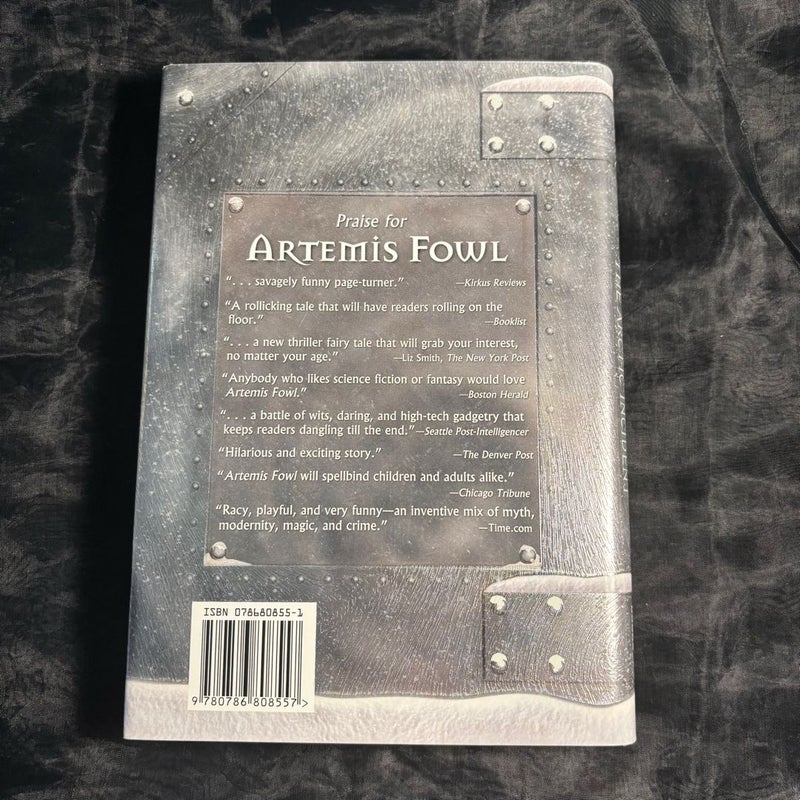 Praise for
ARTEMIS FOWL
“. . . savagely funny page-turner.” —Kirkus Reviews
“A rollicking tale that will have readers rolling on the
floor.” —Booklist
“. . . a new thriller fairy tale that will grab your interest,
no matter your age.” —Liz Smith, The New York Post
“Anybody who likes science fiction or fantasy would love
Artemis Fowl.” —Boston Herald
“. . . a battle of wits, daring, and high-tech gadgetry that
keeps readers dangling till the end.” —Seattle Post-Intelligencer
“Hilarious and exciting story.” —The Denver Post
“Artemis Fowl will spellbind children and adults alike.”
—Chicago Tribune
“Racy, playful, and very funny—an inventive mix of myth,
modernity, magic, and crime.” —Time.com
ISBN 078680855-1
9 780786 808557 >
THE ARCTIC INCIDENT